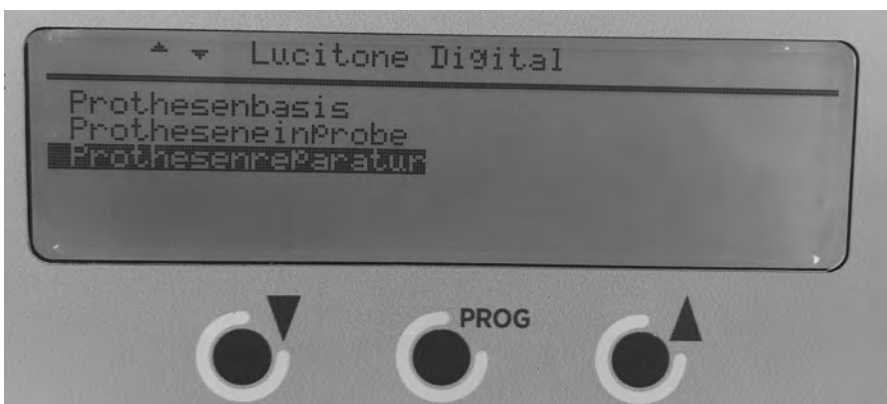 Lucitone Digital
Prothesenbasis
Protheseneinprobe
Prothesenreparatur
PROG